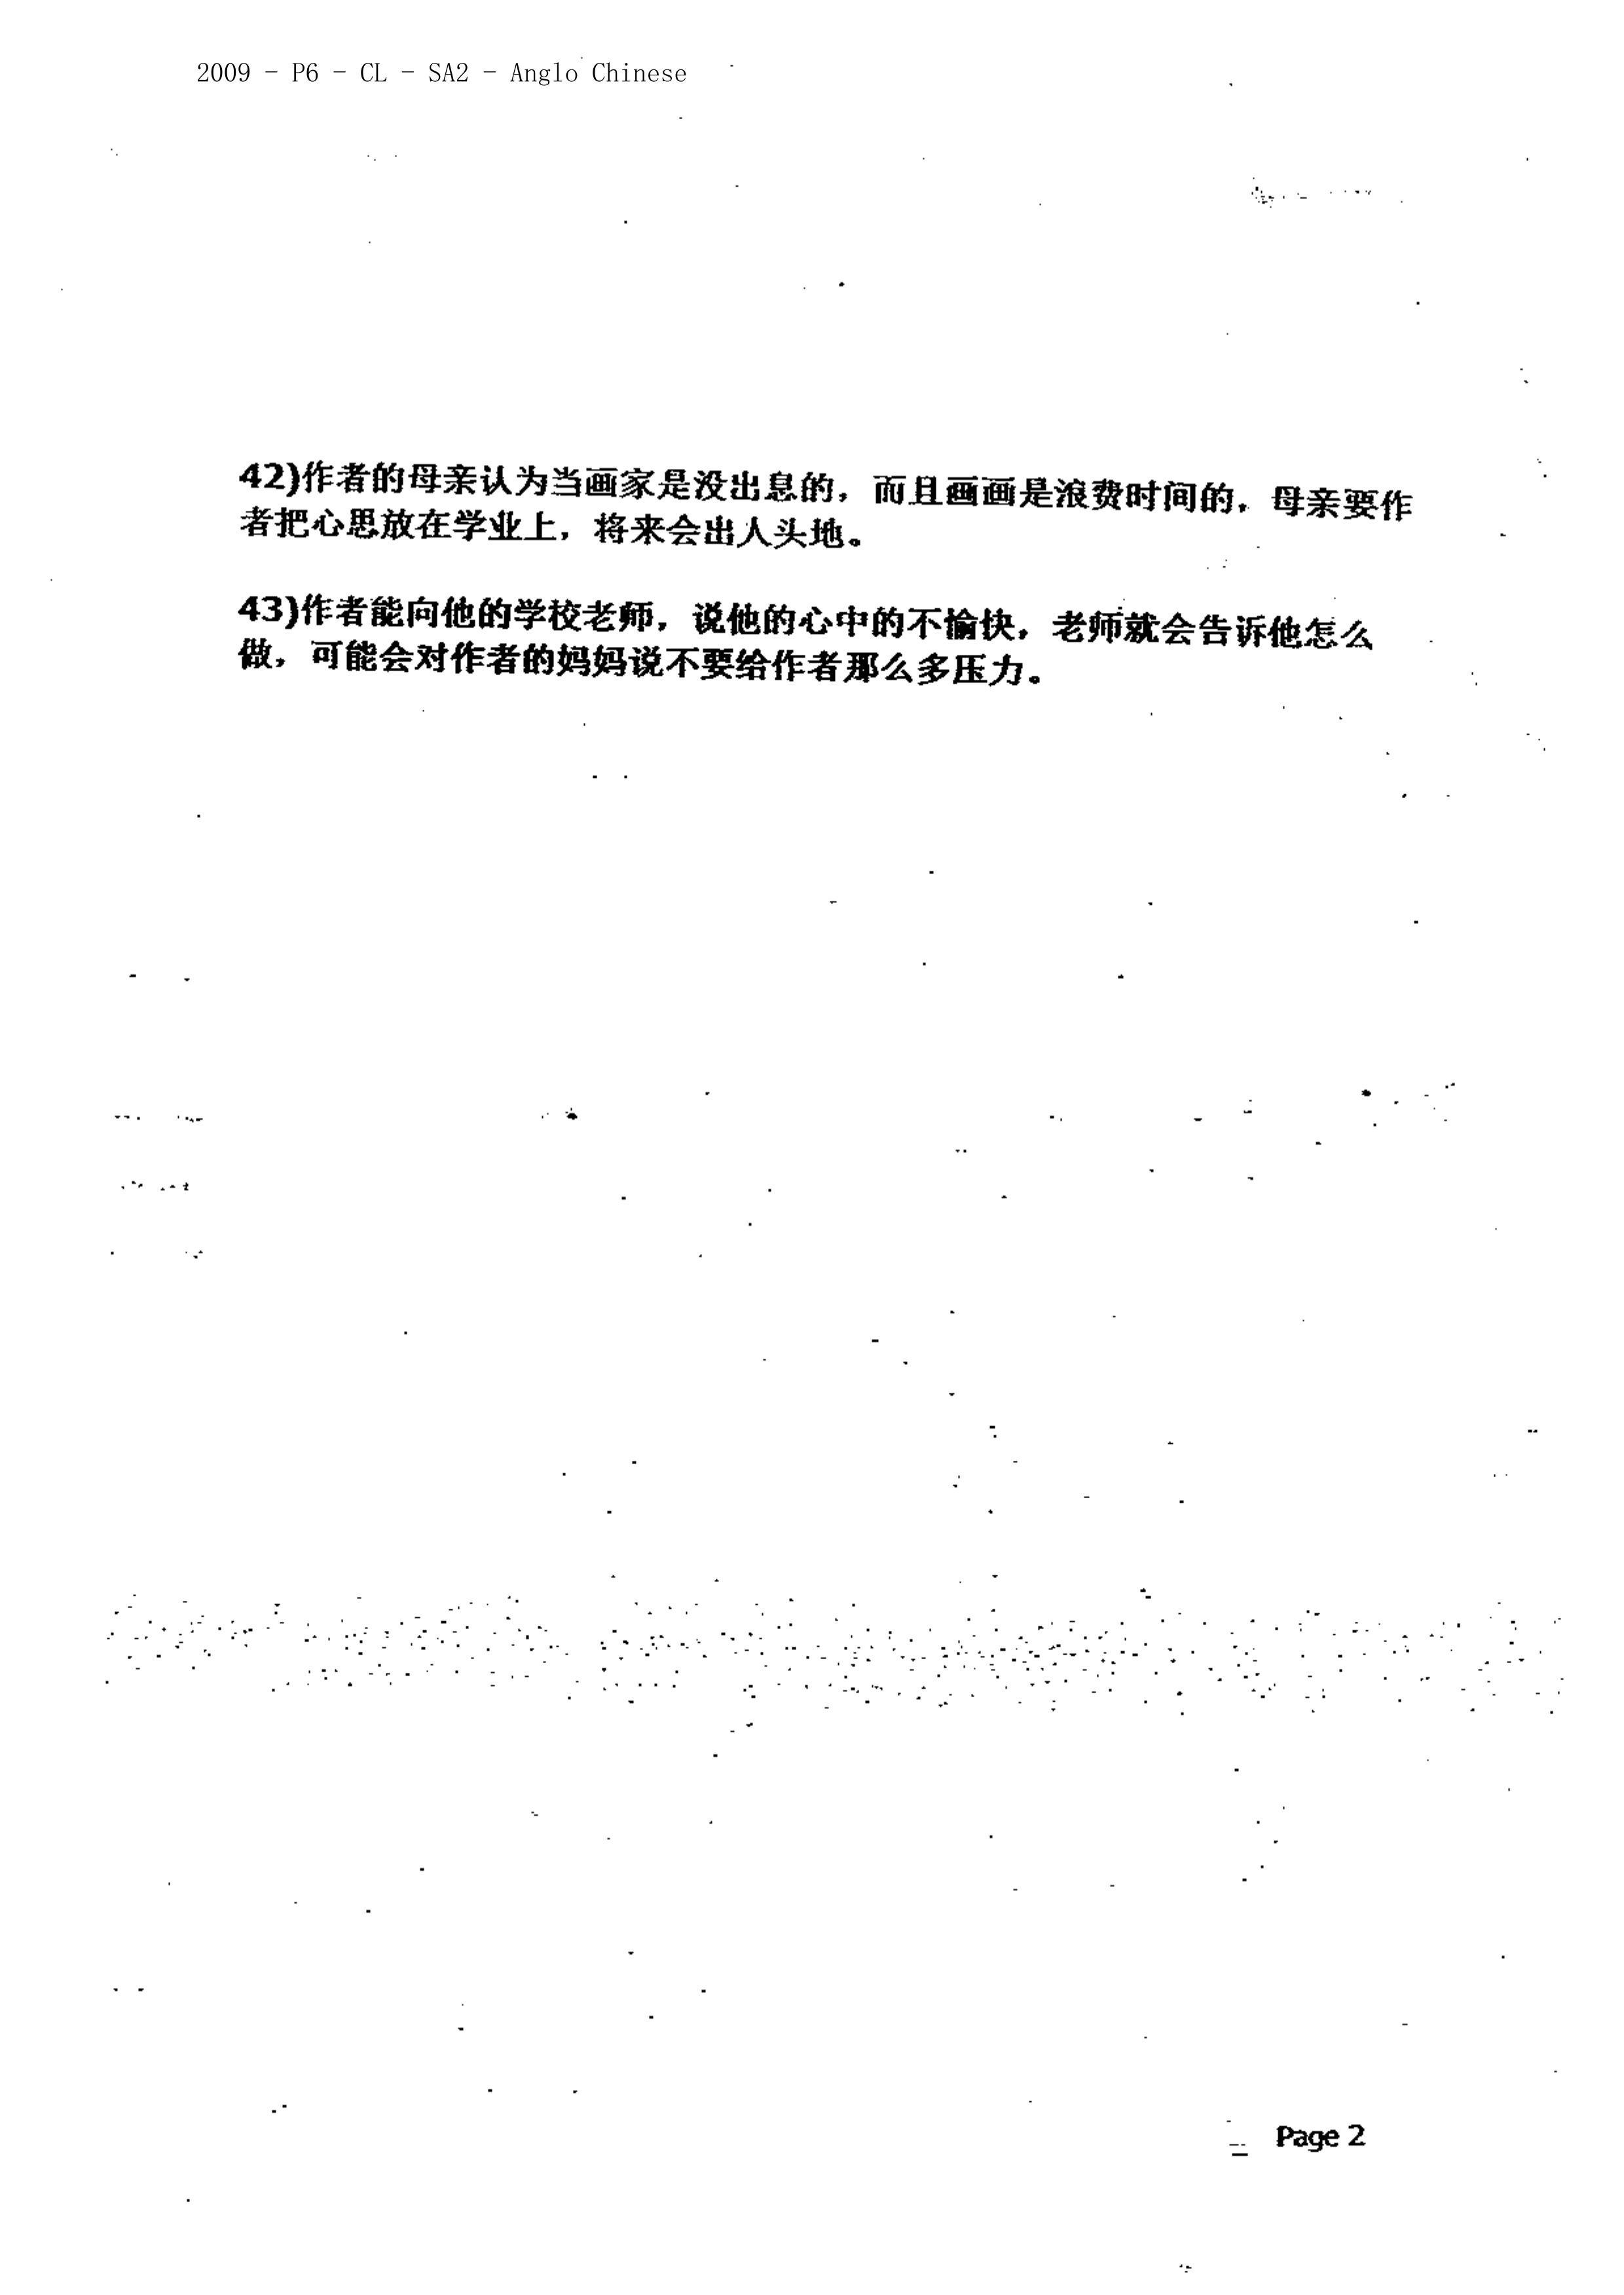 2009 - P6 - CL - SA2 - Anglo Chinese
42)作者的母亲认为当画家是没出息的，而且画画是浪费时间的，母亲要作
者把心思放在学业上，将来会出人头地。
43)作者能向他的学校老师，说他的心中的不愉快，老师就会告诉他怎么
做，可能会对作者的妈妈说不要给作者那么多压力。
Page 2